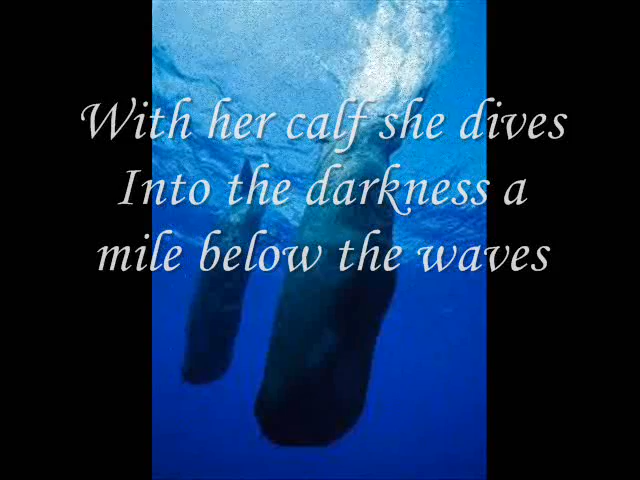 With her calf she dives
Into the darkness a
mile below the waves